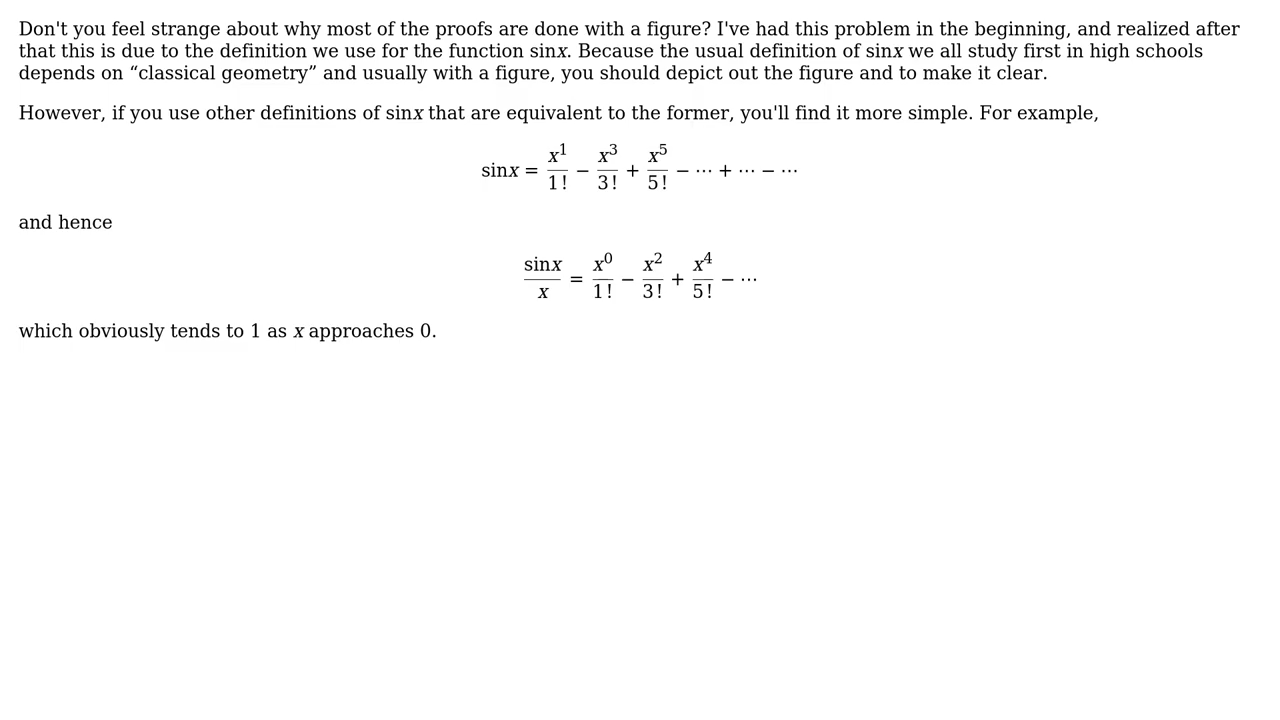 Don't you feel strange about why most of the proofs are done with a figure? I've had this problem in the beginning, and realized after
that this is due to the definition we use for the function sinx. Because the usual definition of sinx we all study first in high schools
depends on “classical geometry” and usually with a figure, you should depict out the figure and to make it clear.
However, if you use other definitions of sinx that are equivalent to the former, you'll find it more simple. For example,
sinx = x^1/1! − x^3/3! + x^5/5! − ⋯ + ⋯ − ⋯
and hence
sinx/x = x^0/1! − x^2/3! + x^4/5! − ⋯
which obviously tends to 1 as x approaches 0.